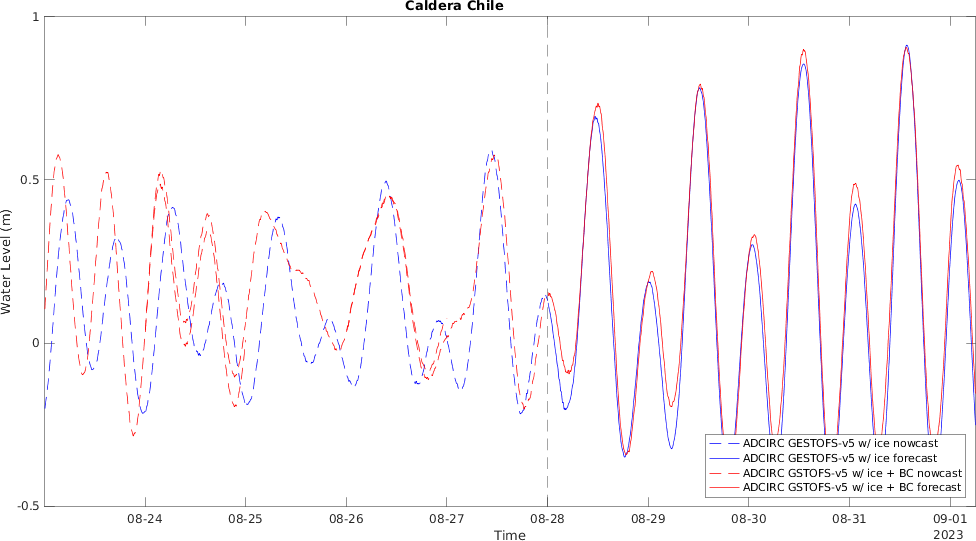 Caldera Chile
1
0.5
0
-0.5
Water Level (m)
ADCIRC GESTOFS-v5 w/ ice nowcast
ADCIRC GESTOFS-v5 w/ ice forecast
ADCIRC GSTOFS-v5 w/ ice + BC nowcast
ADCIRC GSTOFS-v5 w/ ice + BC forecast
08-24 08-25 08-26 08-27 08-28 08-29 08-30 08-31 09-01
Time 2023